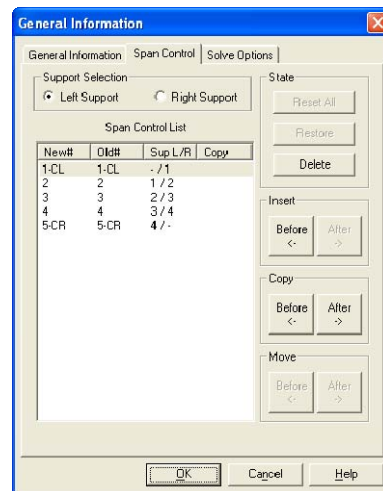 General Information
General Information Span Control Solve Options
Support Selection
Left Support Right Support
Span Control List
New# Old# Sup L/R Copy
1-CL 1-CL - / 1
2 2 1 / 2
3 3 2 / 3
4 4 3 / 4
5-CR 5-CR 4 / -
State
Reset All
Restore
Delete
Insert
Before After
<- ->
Copy
Before After
<- ->
Move
Before After
<- ->
OK Cancel Help